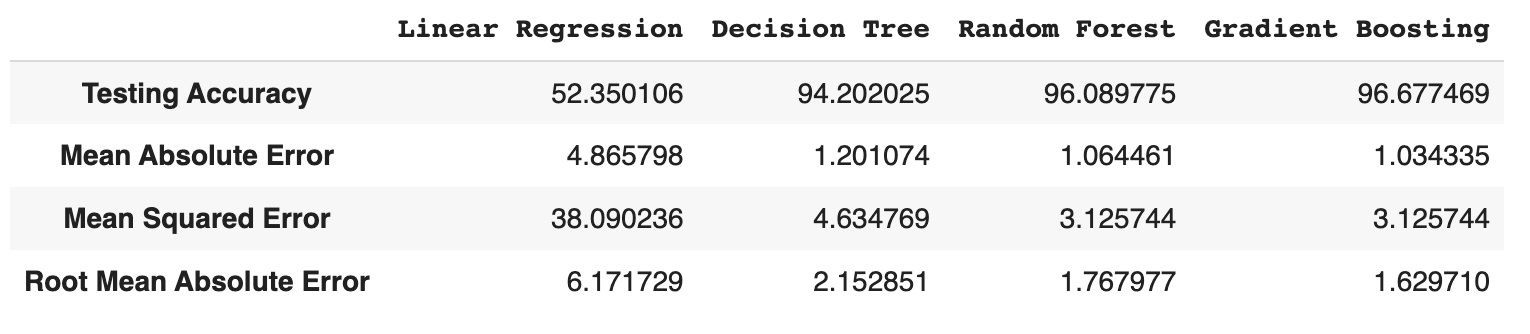 Linear Regression Decision Tree Random Forest Gradient Boosting
Testing Accuracy 52.350106 94.202025 96.089775 96.677469
Mean Absolute Error 4.865798 1.201074 1.064461 1.034335
Mean Squared Error 38.090236 4.634769 3.125744 3.125744
Root Mean Absolute Error 6.171729 2.152851 1.767977 1.629710